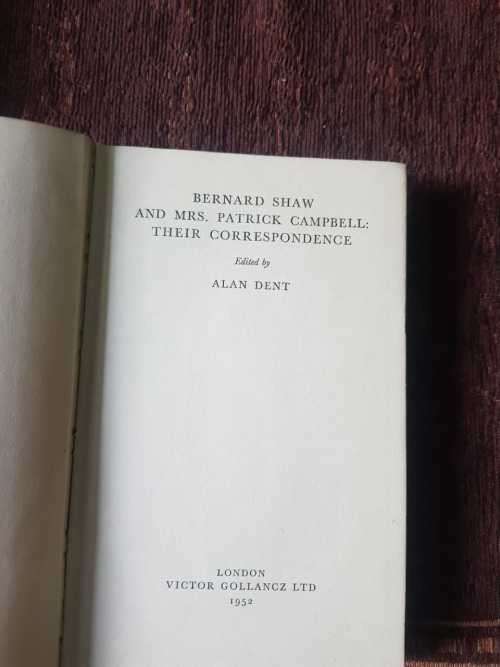 BERNARD SHAW
AND MRS. PATRICK CAMPBELL:
THEIR CORRESPONDENCE
Edited by
ALAN DENT
LONDON
VICTOR GOLLANCZ LTD
1952